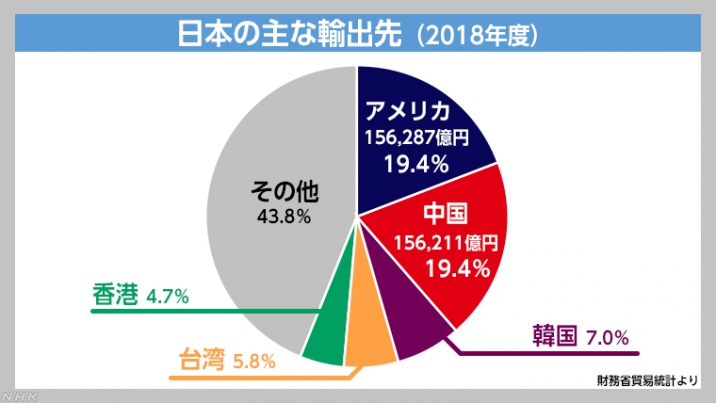 日本の主な輸出先（2018年度）
アメリカ
156,287億円
19.4%
中国
156,211億円
19.4%
韓国 7.0%
台湾 5.8%
香港 4.7%
その他
43.8%
財務省貿易統計より
NHK